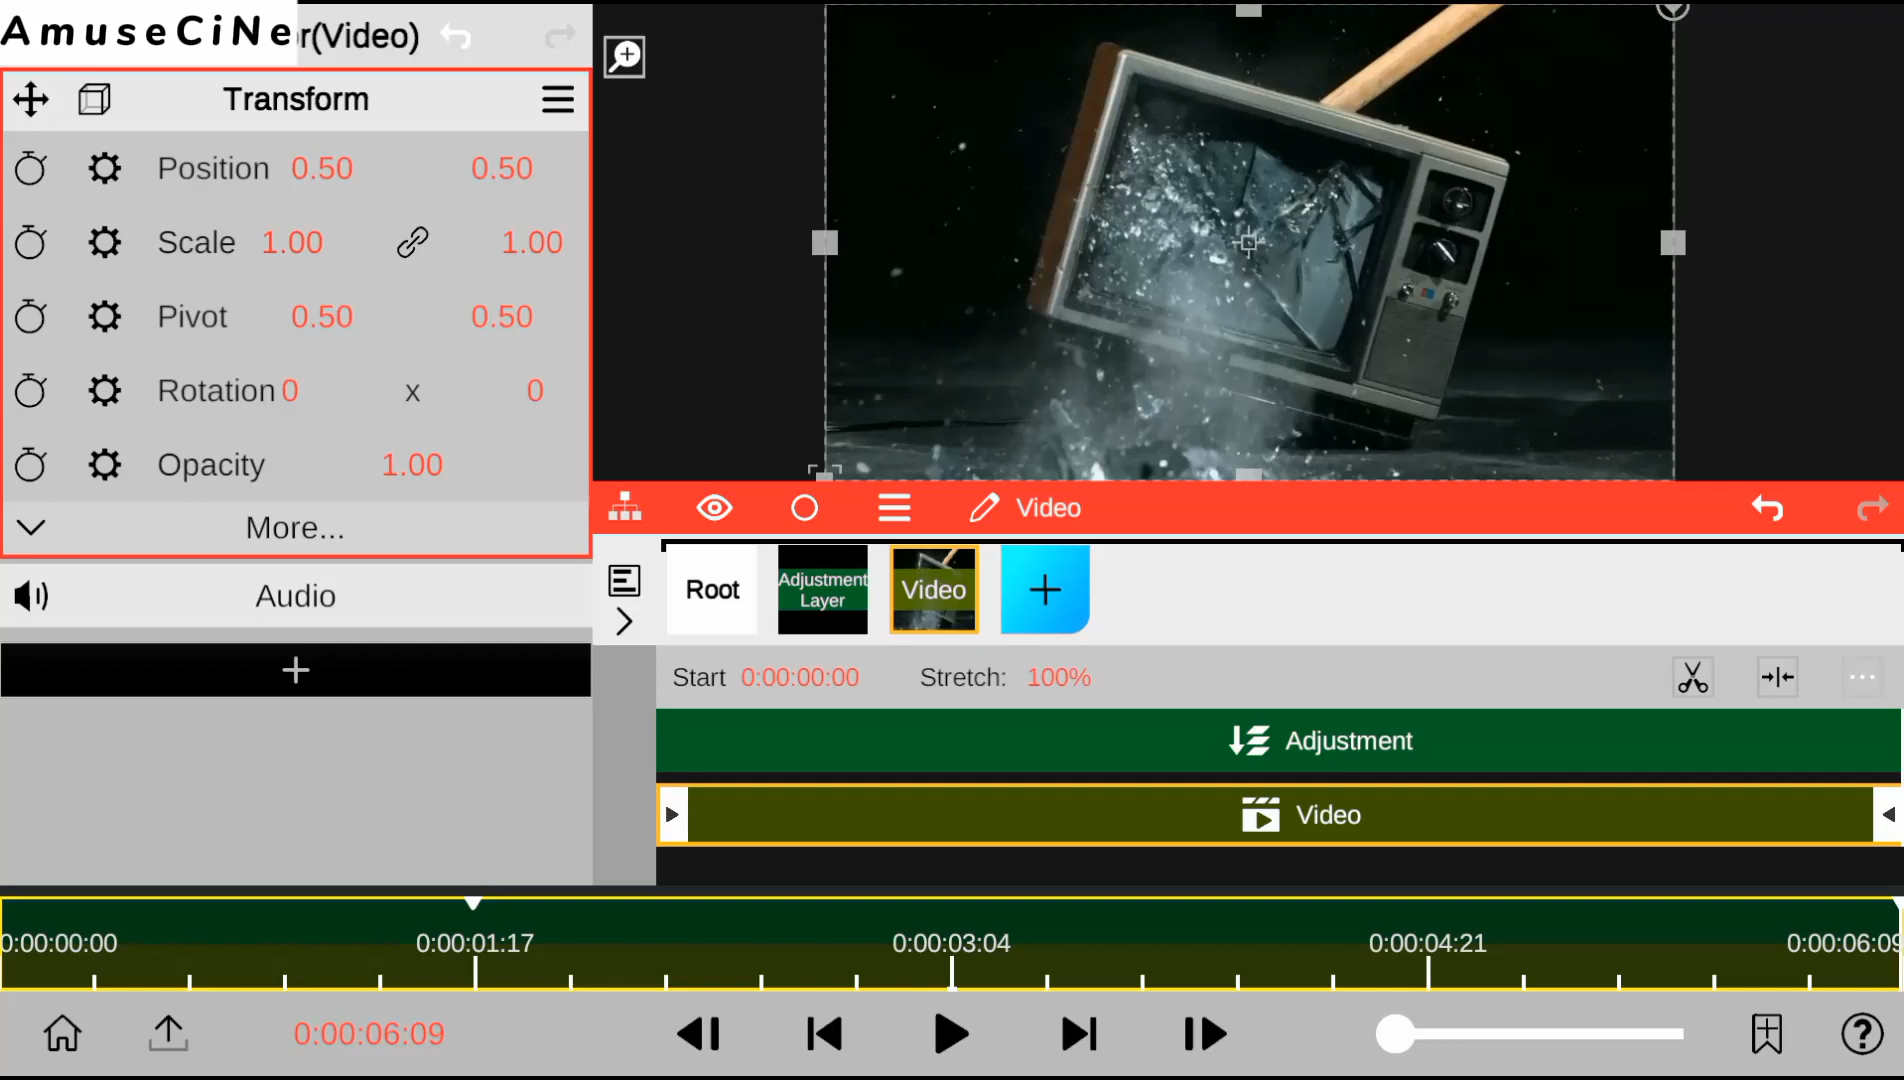 AmuseCiNe
r(Video)
Transform
Position 0.50 0.50
Scale 1.00 1.00
Pivot 0.50 0.50
Rotation 0 x 0
Opacity 1.00
More...
Audio
Video
Root
Adjustment
Layer
Video
Start 0:00:00:00 Stretch: 100%
Adjustment
Video
0:00:00:00 0:00:01:17 0:00:03:04 0:00:04:21 0:00:06:09
0:00:06:09